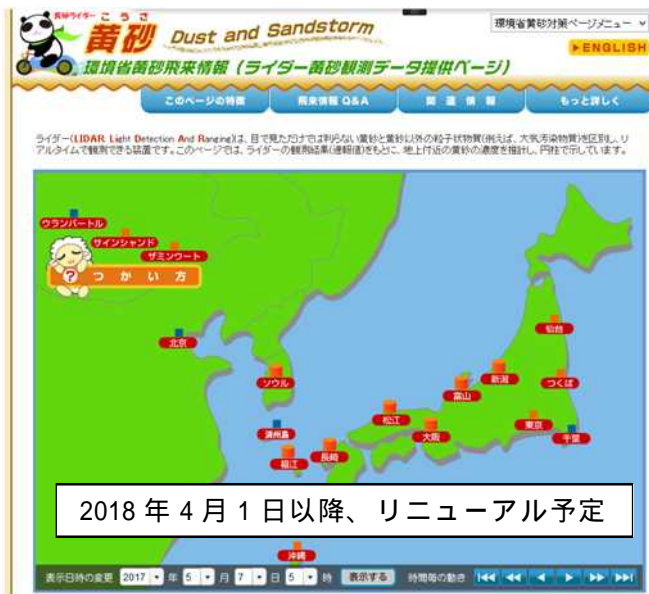 黄砂ライダー こうさ
黄砂 Dust and Sandstorm
環境省黄砂対策ページメニュー
▶ENGLISH
環境省黄砂飛来情報（ライダー黄砂観測データ提供ページ）
このページの特徴 飛来情報 Q&A 関連情報 もっと詳しく
ライダー(LIDAR: Light Detection And Ranging)は、目で見ただけでは判らない黄砂と黄砂以外の粒子状物質(例えば、大気汚染物質)を区別し、リ
アルタイムで観測できる装置です。このページでは、ライダーの観測結果(速報値)をもとに、地上付近の黄砂の濃度を推計し、円柱で示しています。
ウランバートル
サインシャンド
ザミンウート
? つかい方
北京
ソウル
済州島
福江
長崎
松江
大阪
富山
新潟
仙台
つくば
東京
千葉
2018 年 4 月 1 日以降、リニューアル予定
沖縄
表示日時の変更 2017 年 5 月 7 日 5 時 表示する 時間毎の動き